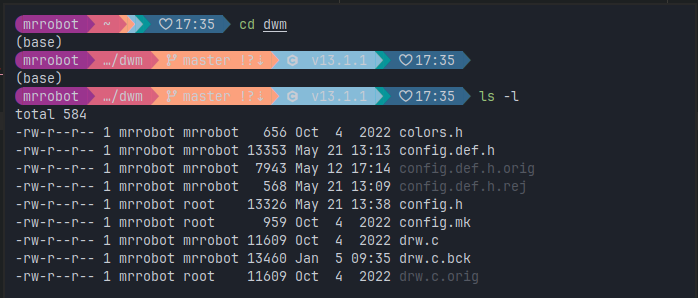 mrrobot ~ ♡17:35 cd dwm
(base)
mrrobot …/dwm master !?↓ C v13.1.1 ♡17:35
(base)
mrrobot …/dwm master !?↓ C v13.1.1 ♡17:35 ls -l
total 584
-rw-r--r-- 1 mrrobot mrrobot   656 Oct  4  2022 colors.h
-rw-r--r-- 1 mrrobot mrrobot 13353 May 21 13:13 config.def.h
-rw-r--r-- 1 mrrobot mrrobot  7943 May 12 17:14 config.def.h.orig
-rw-r--r-- 1 mrrobot mrrobot   568 May 21 13:09 config.def.h.rej
-rw-r--r-- 1 mrrobot root    13326 May 21 13:38 config.h
-rw-r--r-- 1 mrrobot root      959 Oct  4  2022 config.mk
-rw-r--r-- 1 mrrobot mrrobot 11609 Oct  4  2022 drw.c
-rw-r--r-- 1 mrrobot mrrobot 13460 Jan  5 09:35 drw.c.bck
-rw-r--r-- 1 mrrobot root    11609 Oct  4  2022 drw.c.orig